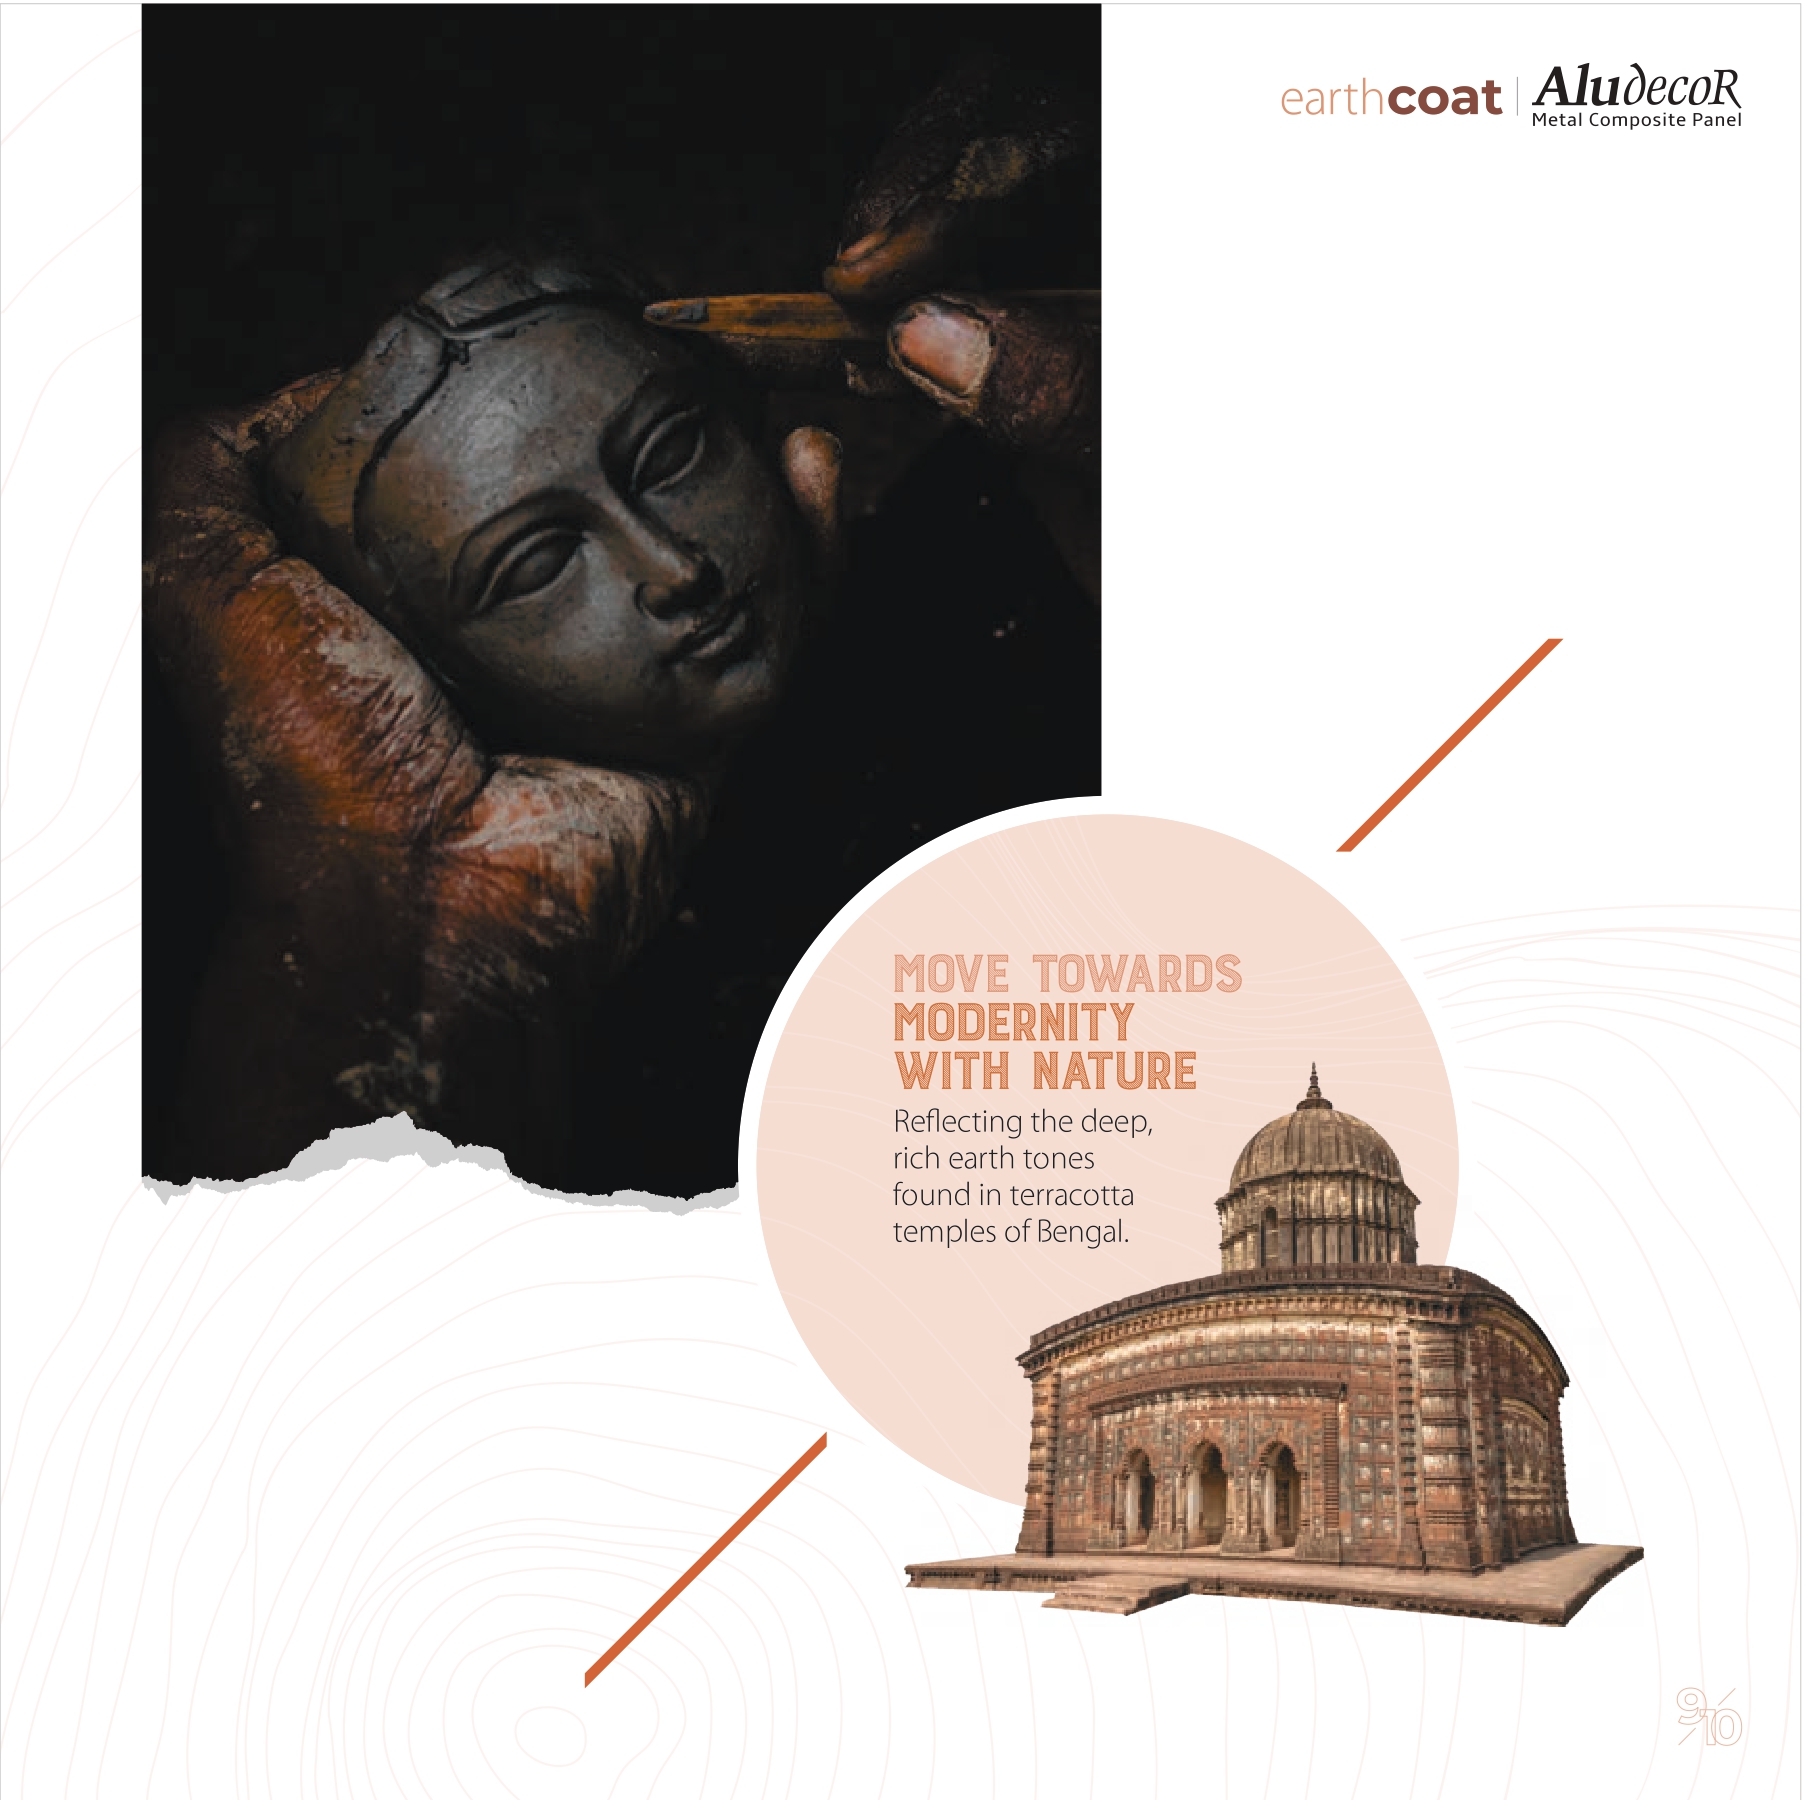 earthcoat | AludecoR
Metal Composite Panel
MOVE TOWARDS
MODERNITY
WITH NATURE
Reflecting the deep,
rich earth tones
found in terracotta
temples of Bengal.
9/10